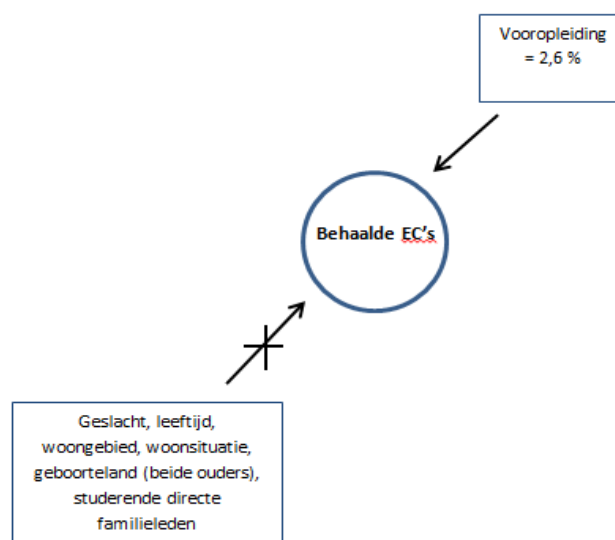 Vooropleiding
= 2,6 %
Behaalde EC's
Geslacht, leeftijd,
woongebied, woonsituatie,
geboorteland (beide ouders),
studerende directe
familieleden